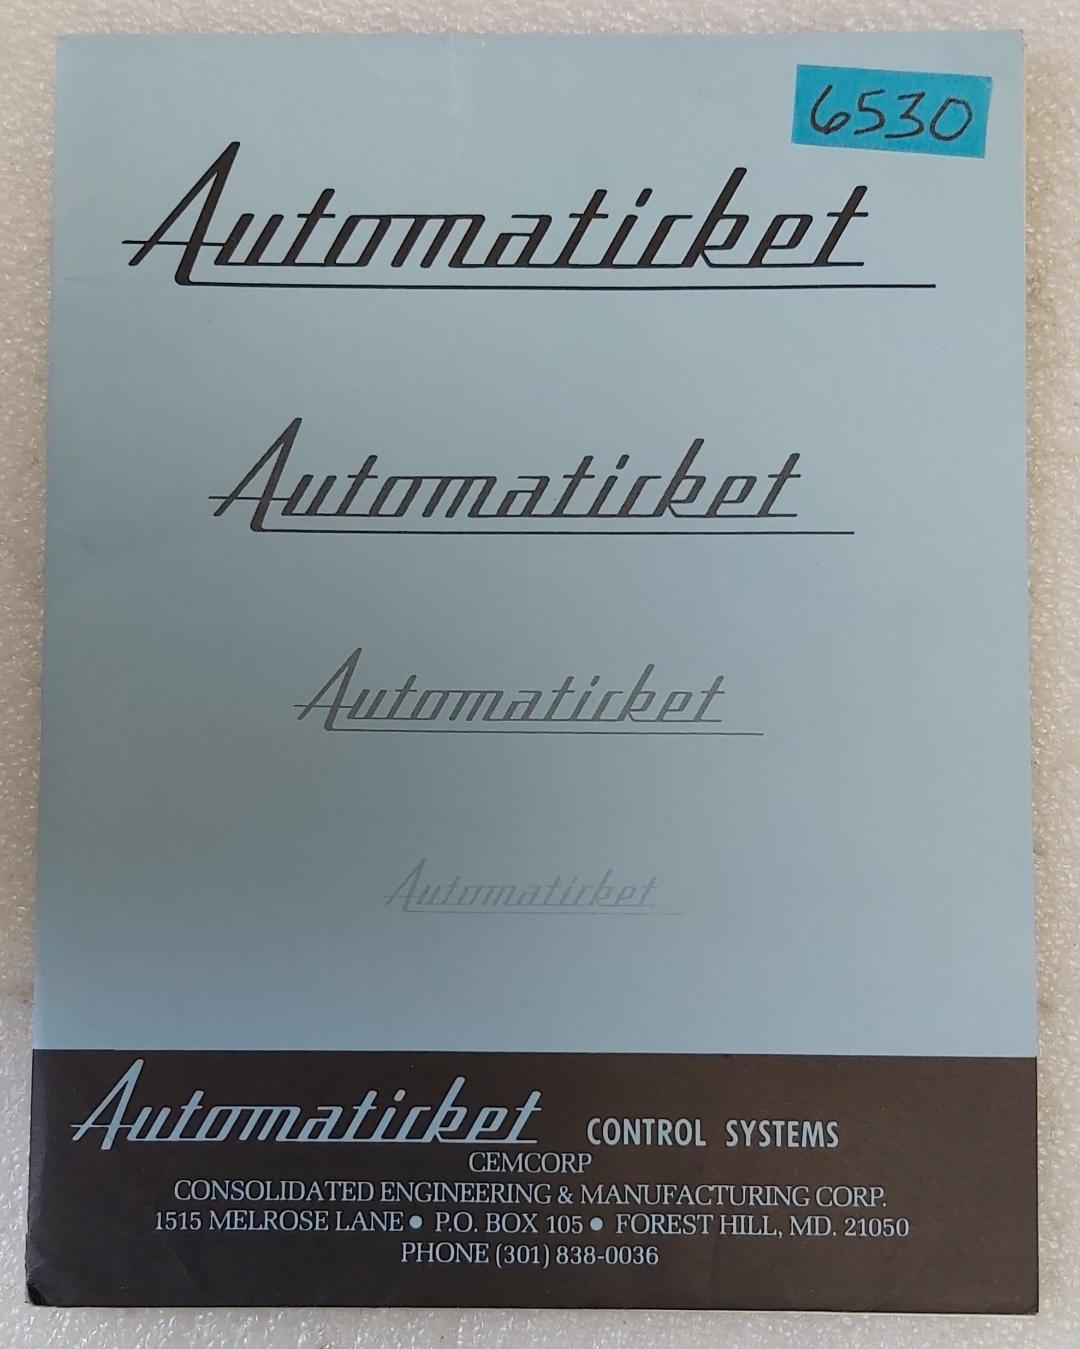 6530
Automaticket
Automaticket
Automaticket
Automaticket
Automaticket CONTROL SYSTEMS
CEMCORP
CONSOLIDATED ENGINEERING & MANUFACTURING CORP.
1515 MELROSE LANE ● P.O. BOX 105 ● FOREST HILL, MD. 21050
PHONE (301) 838-0036